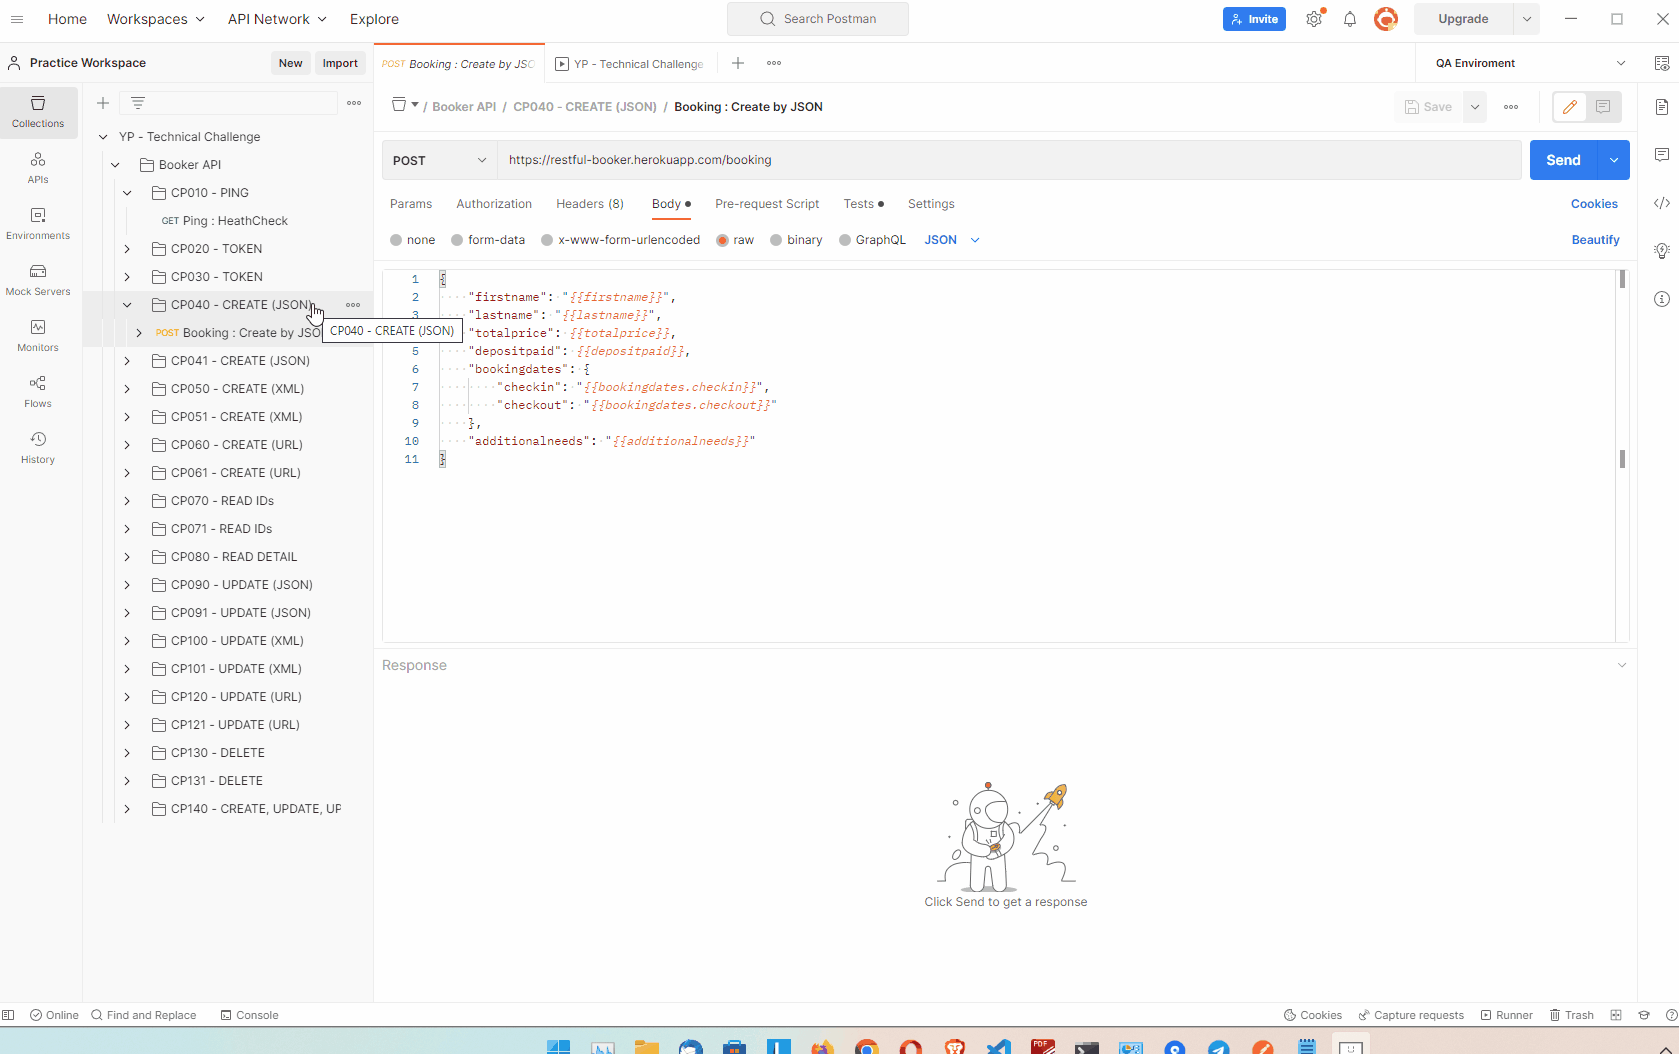 Home Workspaces API Network Explore Search Postman Invite Upgrade
Practice Workspace New Import POST Booking : Create by JSO YP - Technical Challenge QA Enviroment
Collections
APIs
Environments
Mock Servers
Monitors
Flows
History
YP - Technical Challenge
Booker API
CP010 - PING
GET Ping : HeathCheck
CP020 - TOKEN
CP030 - TOKEN
CP040 - CREATE (JSON)
POST Booking : Create by JSO
CP040 - CREATE (JSON)
CP041 - CREATE (JSON)
CP050 - CREATE (XML)
CP051 - CREATE (XML)
CP060 - CREATE (URL)
CP061 - CREATE (URL)
CP070 - READ IDs
CP071 - READ IDs
CP080 - READ DETAIL
CP090 - UPDATE (JSON)
CP091 - UPDATE (JSON)
CP100 - UPDATE (XML)
CP101 - UPDATE (XML)
CP120 - UPDATE (URL)
CP121 - UPDATE (URL)
CP130 - DELETE
CP131 - DELETE
CP140 - CREATE, UPDATE, UP
/ Booker API / CP040 - CREATE (JSON) / Booking : Create by JSON Save
POST https://restful-booker.herokuapp.com/booking Send
Params Authorization Headers (8) Body Pre-request Script Tests Settings Cookies
none form-data x-www-form-urlencoded raw binary GraphQL JSON Beautify
1 {
2 "firstname": "{{firstname}}",
3 "lastname": "{{lastname}}",
"totalprice": {{totalprice}},
5 "depositpaid": {{depositpaid}},
6 "bookingdates": {
7 "checkin": "{{bookingdates.checkin}}",
8 "checkout": "{{bookingdates.checkout}}"
9 },
10 "additionalneeds": "{{additionalneeds}}"
11 }
Response
Click Send to get a response
Online Find and Replace Console Cookies Capture requests Runner Trash
PDF